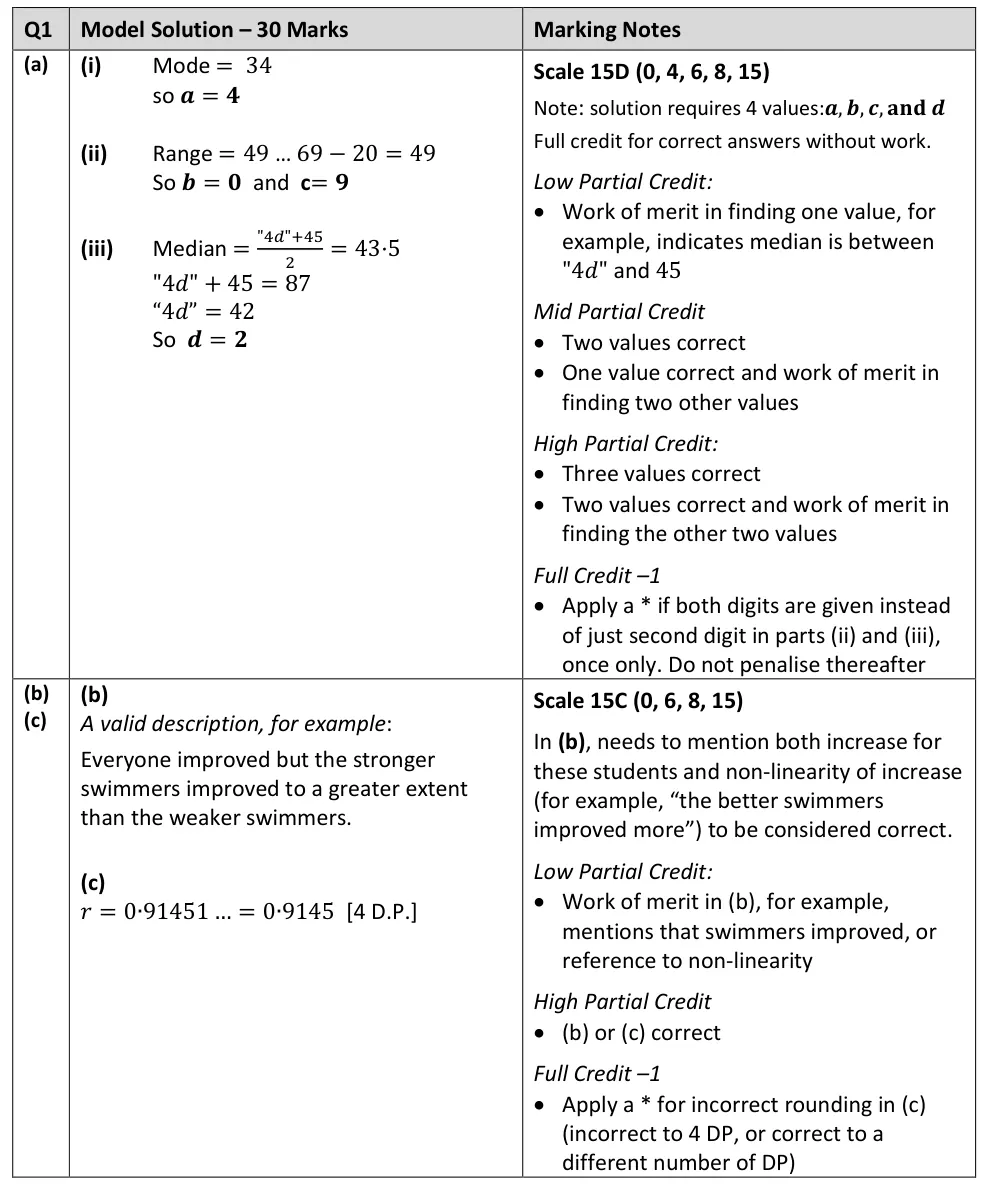 Q1 Model Solution – 30 Marks Marking Notes
(a) (i) Mode = 34
so a = 4
(ii) Range = 49 … 69 − 20 = 49
So b = 0 and c= 9
(iii) Median = "4d"+45 / 2 = 43·5
"4d" + 45 = 87
“4d” = 42
So d = 2
Scale 15D (0, 4, 6, 8, 15)
Note: solution requires 4 values:a, b, c, and d
Full credit for correct answers without work.
Low Partial Credit:
• Work of merit in finding one value, for
example, indicates median is between
"4d" and 45
Mid Partial Credit
• Two values correct
• One value correct and work of merit in
finding two other values
High Partial Credit:
• Three values correct
• Two values correct and work of merit in
finding the other two values
Full Credit –1
• Apply a * if both digits are given instead
of just second digit in parts (ii) and (iii),
once only. Do not penalise thereafter
(b)
(c)
(b)
A valid description, for example:
Everyone improved but the stronger
swimmers improved to a greater extent
than the weaker swimmers.
(c)
r = 0·91451 … = 0·9145 [4 D.P.]
Scale 15C (0, 6, 8, 15)
In (b), needs to mention both increase for
these students and non-linearity of increase
(for example, “the better swimmers
improved more”) to be considered correct.
Low Partial Credit:
• Work of merit in (b), for example,
mentions that swimmers improved, or
reference to non-linearity
High Partial Credit
• (b) or (c) correct
Full Credit –1
• Apply a * for incorrect rounding in (c)
(incorrect to 4 DP, or correct to a
different number of DP)